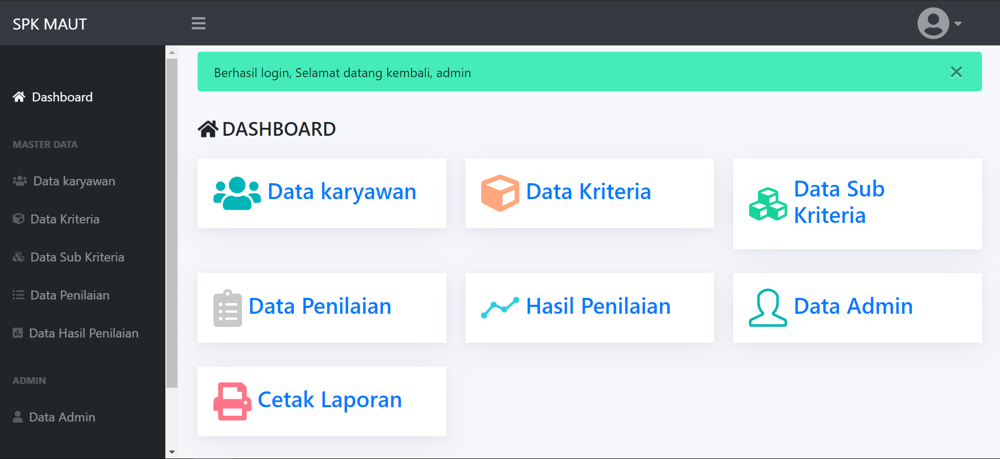 SPK MAUT
Dashboard
MASTER DATA
Data karyawan
Data Kriteria
Data Sub Kriteria
Data Penilaian
Data Hasil Penilaian
ADMIN
Data Admin
Berhasil login, Selamat datang kembali, admin
DASHBOARD
Data karyawan
Data Kriteria
Data Sub
Kriteria
Data Penilaian
Hasil Penilaian
Data Admin
Cetak Laporan